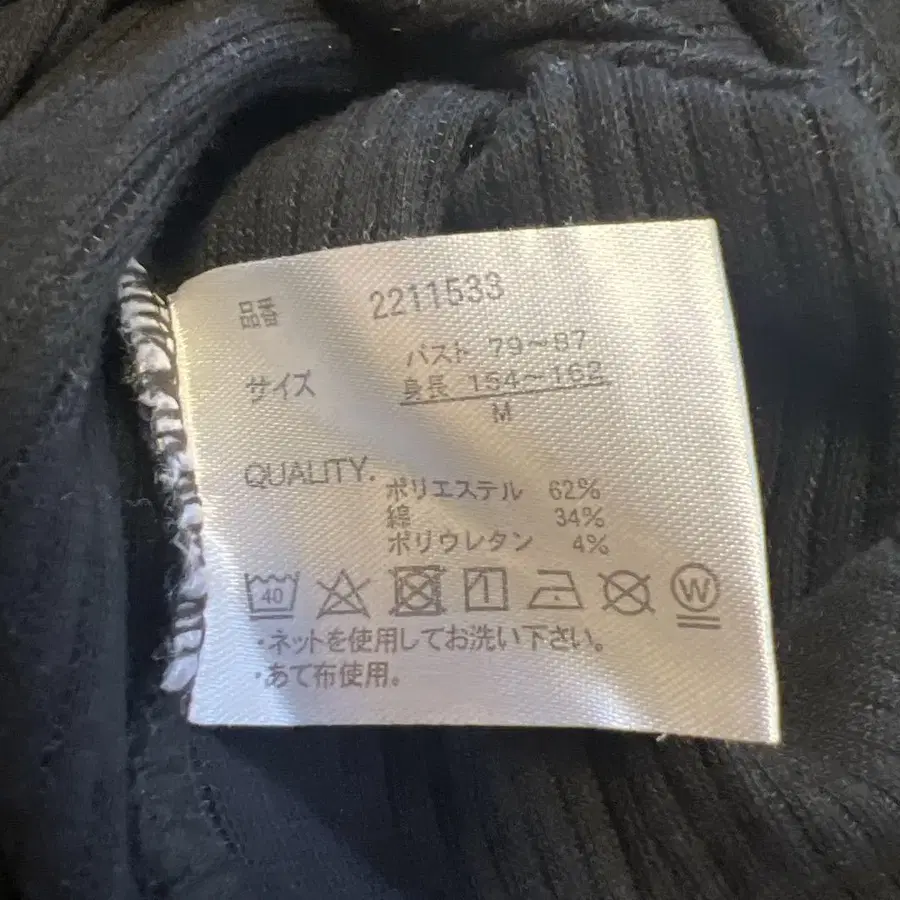 品番 2211533
サイズ バスト 79～87
身長 154～162
M
QUALITY. ポリエステル 62%
綿 34%
ポリウレタン 4%
40 W
・ネットを使用してお洗い下さい。
・あて布使用。